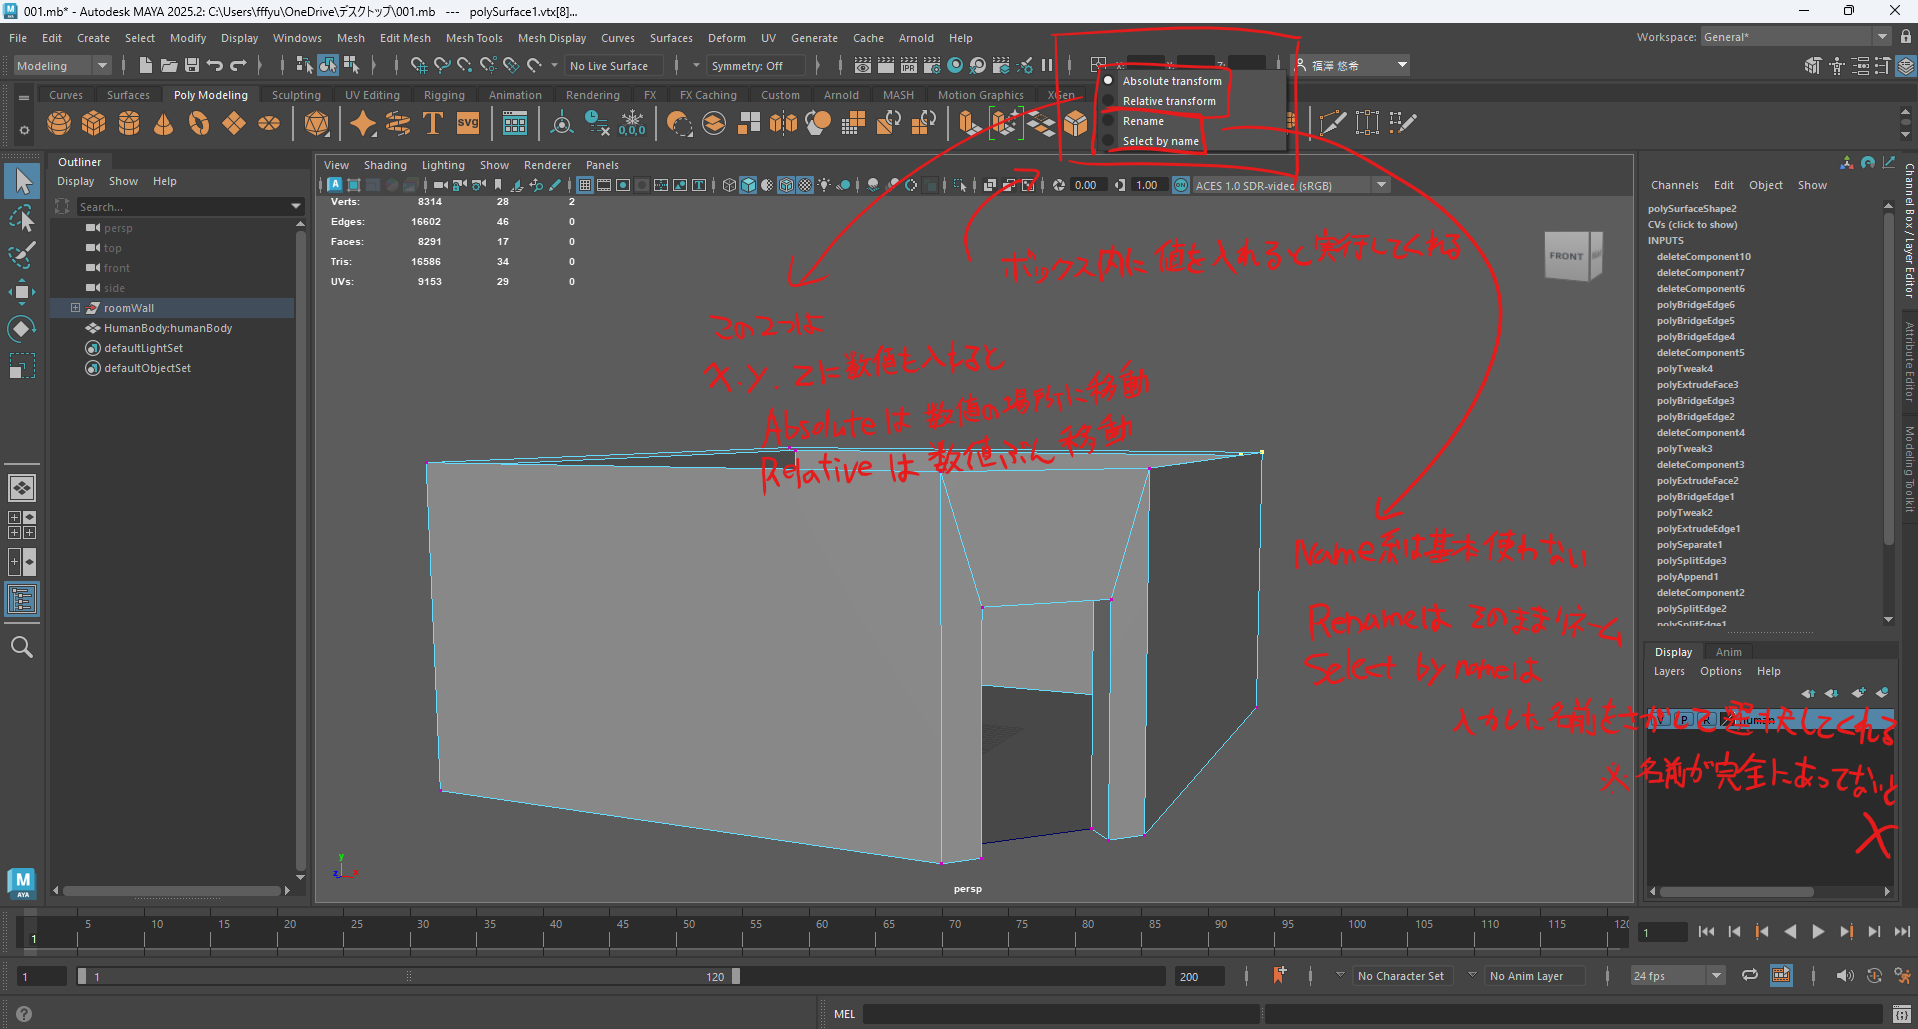 001.mb* - Autodesk MAYA 2025.2: C:\Users\fffyu\OneDrive\デスクトップ\001.mb --- polySurface1.vtx[8]...
File Edit Create Select Modify Display Windows Mesh Edit Mesh Mesh Tools Mesh Display Curves Surfaces Deform UV Generate Cache Arnold Help
Workspace: General*
Modeling
No Live Surface
Symmetry: Off
福澤 悠希
Absolute transform
Relative transform
Rename
Select by name
Curves Surfaces Poly Modeling Sculpting UV Editing Rigging Animation Rendering FX FX Caching Custom Arnold MASH Motion Graphics XGen
Outliner
Display Show Help
Search...
persp
top
front
side
roomWall
HumanBody:humanBody
defaultLightSet
defaultObjectSet
View Shading Lighting Show Renderer Panels
0.00 1.00 ACES 1.0 SDR-video (sRGB)
Verts: 8314 28 2
Edges: 16602 46 0
Faces: 8291 17 0
Tris: 16586 34 0
UVs: 9153 29 0
FRONT
ボックス内に値を入れると実行してくれる
この2つは
X.Y.Zに数値を入れると
Absoluteは数値の場所に移動
Relativeは数値ぶん移動
Name系は基本使わない
Renameはそのままリネーム
Select by nameは
入力した名前をさがして選択してくれる
※名前が完全にあってないと
X
persp
Channels Edit Object Show
polySurfaceShape2
CVs (click to show)
INPUTS
deleteComponent10
deleteComponent7
deleteComponent6
polyBridgeEdge6
polyBridgeEdge5
polyBridgeEdge4
deleteComponent5
polyTweak4
polyExtrudeFace3
polyBridgeEdge3
polyBridgeEdge2
deleteComponent4
polyTweak3
deleteComponent3
polyExtrudeFace2
polyBridgeEdge1
polyTweak2
polyExtrudeEdge1
polySeparate1
polySplitEdge3
polyAppend1
deleteComponent2
polySplitEdge2
polySplitEdge1
Channel Box / Layer Editor
Attribute Editor
Modeling Toolkit
Display Anim
Layers Options Help
V P R human
5 10 15 20 25 30 35 40 45 50 55 60 65 70 75 80 85 90 95 100 105 110 115 120
1
1
1 1 120 200
No Character Set
No Anim Layer
24 fps
MEL